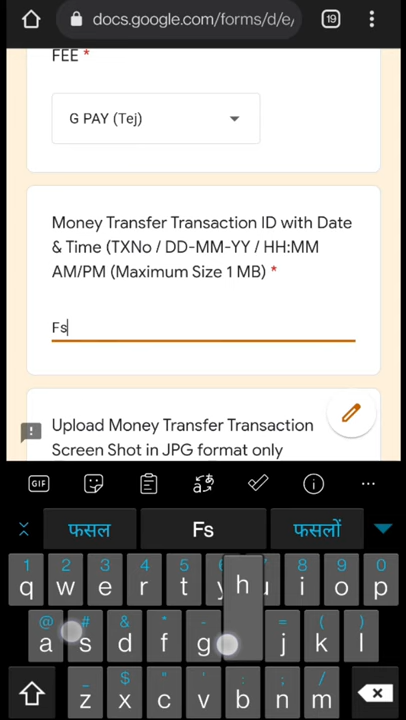 docs.google.com/forms/d/e/
19
FEE *
G PAY (Tej)
Money Transfer Transaction ID with Date
& Time (TXNo / DD-MM-YY / HH:MM
AM/PM (Maximum Size 1 MB) *
Fs
Upload Money Transfer Transaction
Screen Shot in JPG format only
GIF
फसल Fs फसलों
1 2 3 4 5 6 8 9 0
q w e r t y u i o p
h
@ # & * - = ( )
a s d f g j k l
_ $ " ' : ; /
z x c v b n m